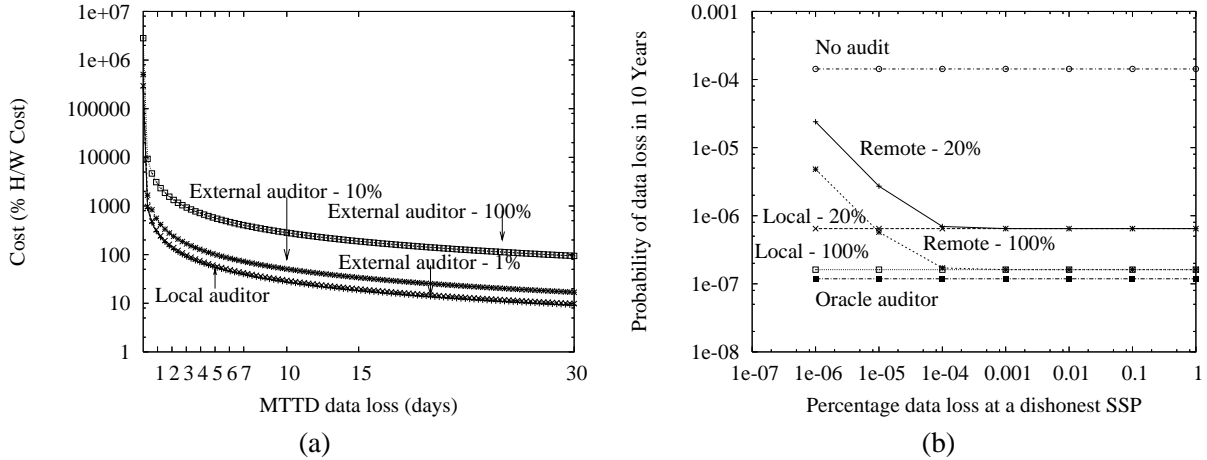 Cost (% H/W Cost)
1e+07
1e+06
100000
10000
1000
100
10
1
External auditor - 10%
External auditor - 100%
External auditor - 1%
Local auditor
1 2 3 4 5 6 7 10 15 30
MTTD data loss (days)
(a)
Probability of data loss in 10 Years
0.001
1e-04
1e-05
1e-06
1e-07
1e-08
No audit
Remote - 20%
Local - 20%
Remote - 100%
Local - 100%
Oracle auditor
1e-07 1e-06 1e-05 1e-04 0.001 0.01 0.1 1
Percentage data loss at a dishonest SSP
(b)